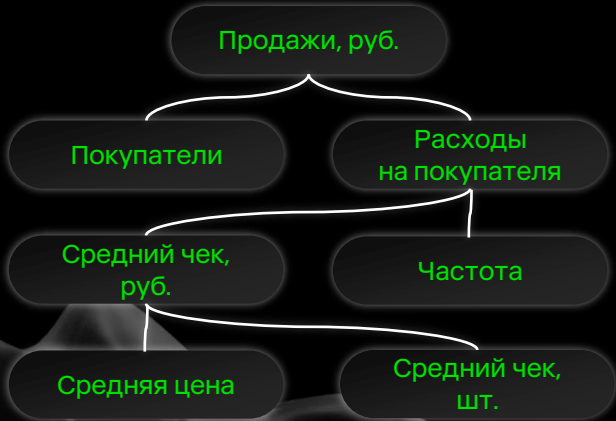 Продажи, руб.
Покупатели
Расходы
на покупателя
Средний чек,
руб.
Частота
Средняя цена
Средний чек,
шт.